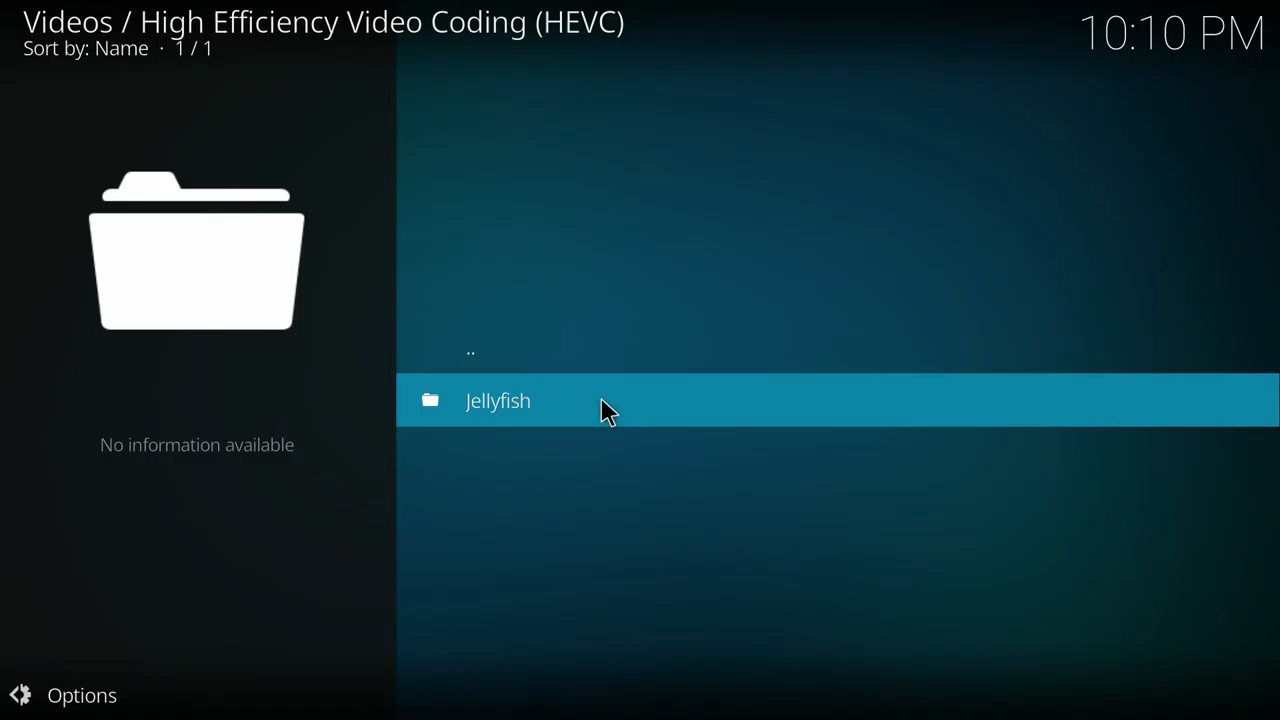 Videos / High Efficiency Video Coding (HEVC)
Sort by: Name · 1 / 1
10:10 PM
..
Jellyfish
No information available
Options